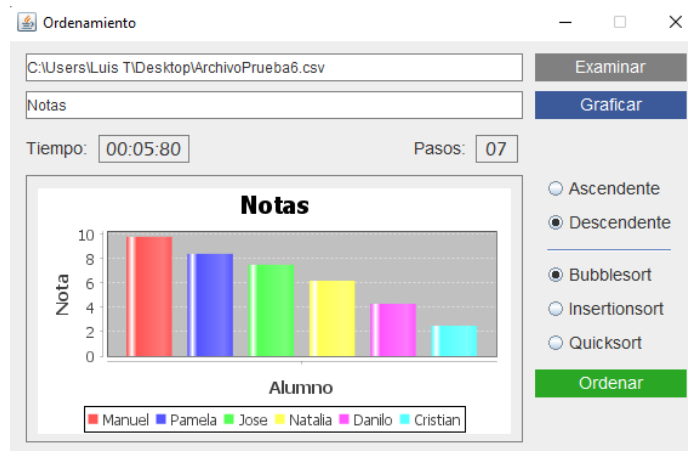 Ordenamiento
C:\Users\Luis T\Desktop\ArchivoPrueba6.csv
Examinar
Notas
Graficar
Tiempo: 00:05:80
Pasos: 07
Notas
10
8
6
4
2
0
Nota
Alumno
Manuel Pamela Jose Natalia Danilo Cristian
Ascendente
Descendente
Bubblesort
Insertionsort
Quicksort
Ordenar